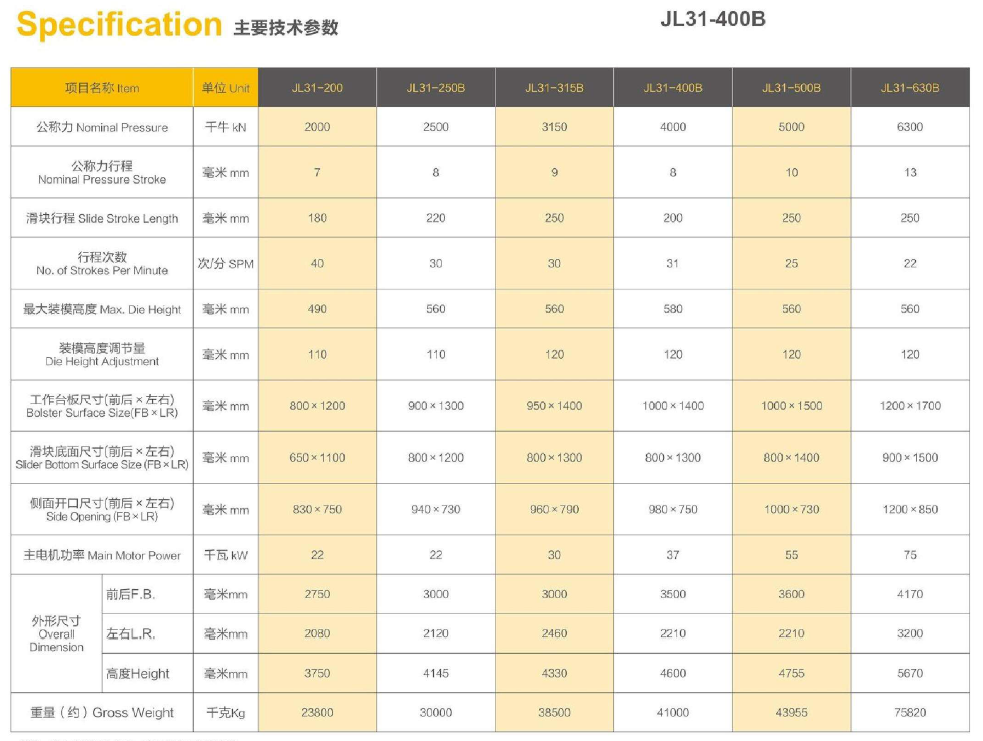 Specification 主要技术参数
JL31-400B
项目名称 Item 单位 Unit JL31-200 JL31-250B JL31-315B JL31-400B JL31-500B JL31-630B
公称力 Nominal Pressure 千牛 kN 2000 2500 3150 4000 5000 6300
公称力行程
Nominal Pressure Stroke 毫米 mm 7 8 9 8 10 13
滑块行程 Slide Stroke Length 毫米 mm 180 220 250 200 250 250
行程次数
No. of Strokes Per Minute 次/分 SPM 40 30 30 31 25 22
最大装模高度 Max. Die Height 毫米 mm 490 560 560 580 560 560
装模高度调节量
Die Height Adjustment 毫米 mm 110 110 120 120 120 120
工作台板尺寸(前后×左右)
Bolster Surface Size(FB×LR) 毫米 mm 800×1200 900×1300 950×1400 1000×1400 1000×1500 1200×1700
滑块底面尺寸(前后×左右)
Slider Bottom Surface Size (FB×LR) 毫米 mm 650×1100 800×1200 800×1300 800×1300 800×1400 900×1500
侧面开口尺寸(前后×左右)
Side Opening (FB×LR) 毫米 mm 830×750 940×730 960×790 980×750 1000×730 1200×850
主电机功率 Main Motor Power 千瓦 kW 22 22 30 37 55 75
外形尺寸
Overall
Dimension
前后F.B. 毫米mm 2750 3000 3000 3500 3600 4170
左右L.R. 毫米mm 2080 2120 2460 2210 2210 3200
高度Height 毫米mm 3750 4145 4330 4600 4755 5670
重量（约）Gross Weight 千克Kg 23800 30000 38500 41000 43955 75820